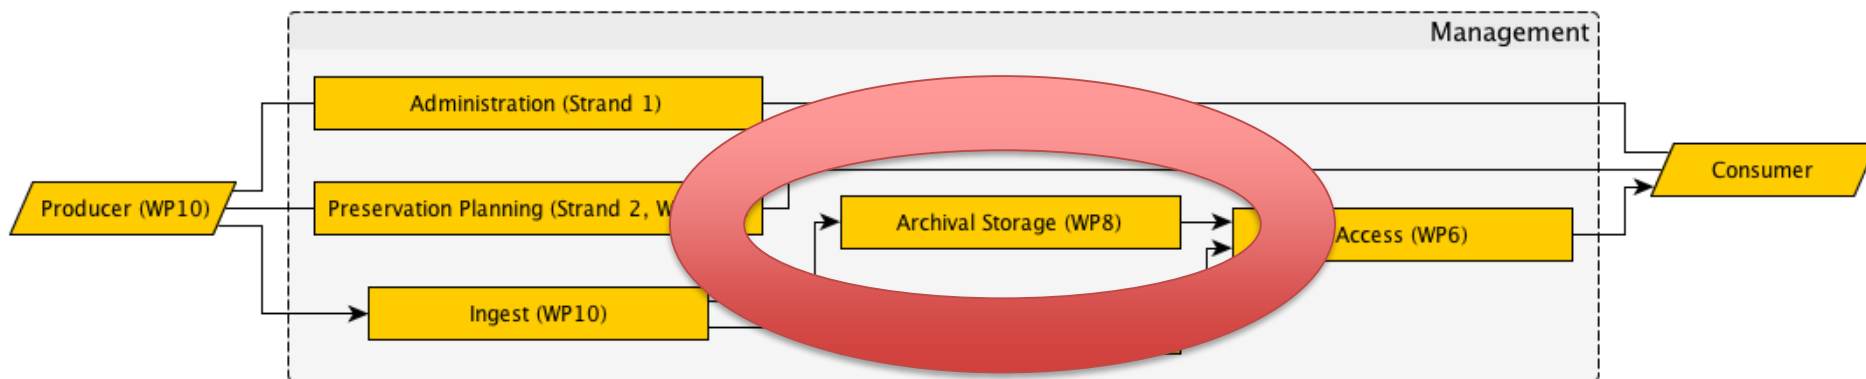 Management
Administration (Strand 1)
Consumer
Producer (WP10)
Preservation Planning (Strand 2, W
Archival Storage (WP8)
Access (WP6)
Ingest (WP10)